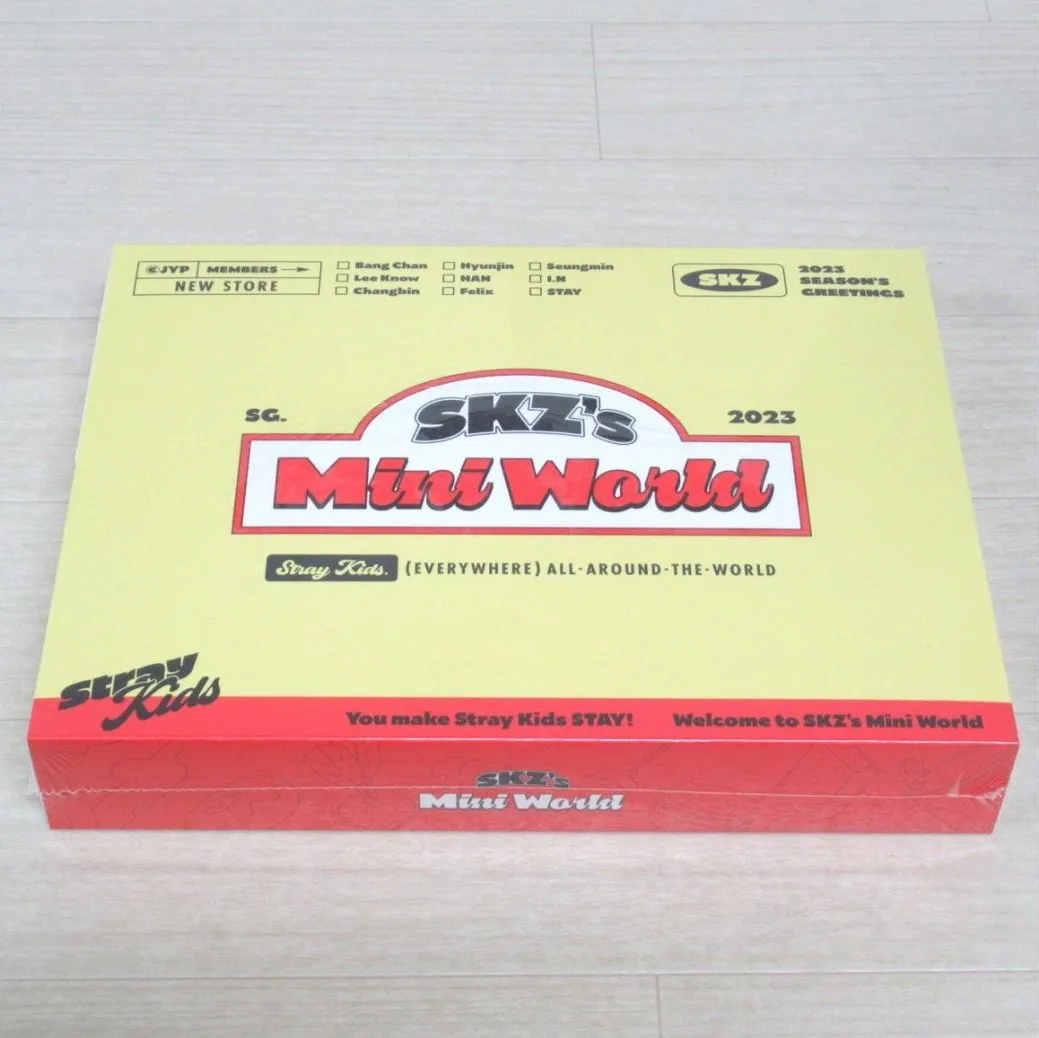 ©JYP MEMBERS
NEW STORE
Bang Chan Hyunjin Seungmin
Lee Know HAN I.N
Changbin Felix STAY
SKZ
2023
SEASON'S
GREETINGS
SG.
2023
SKZ's
Mini World
Stray Kids. (EVERYWHERE) ALL-AROUND-THE-WORLD
Stray
Kids
You make Stray Kids STAY! Welcome to SKZ's Mini World
SKZ's
Mini World